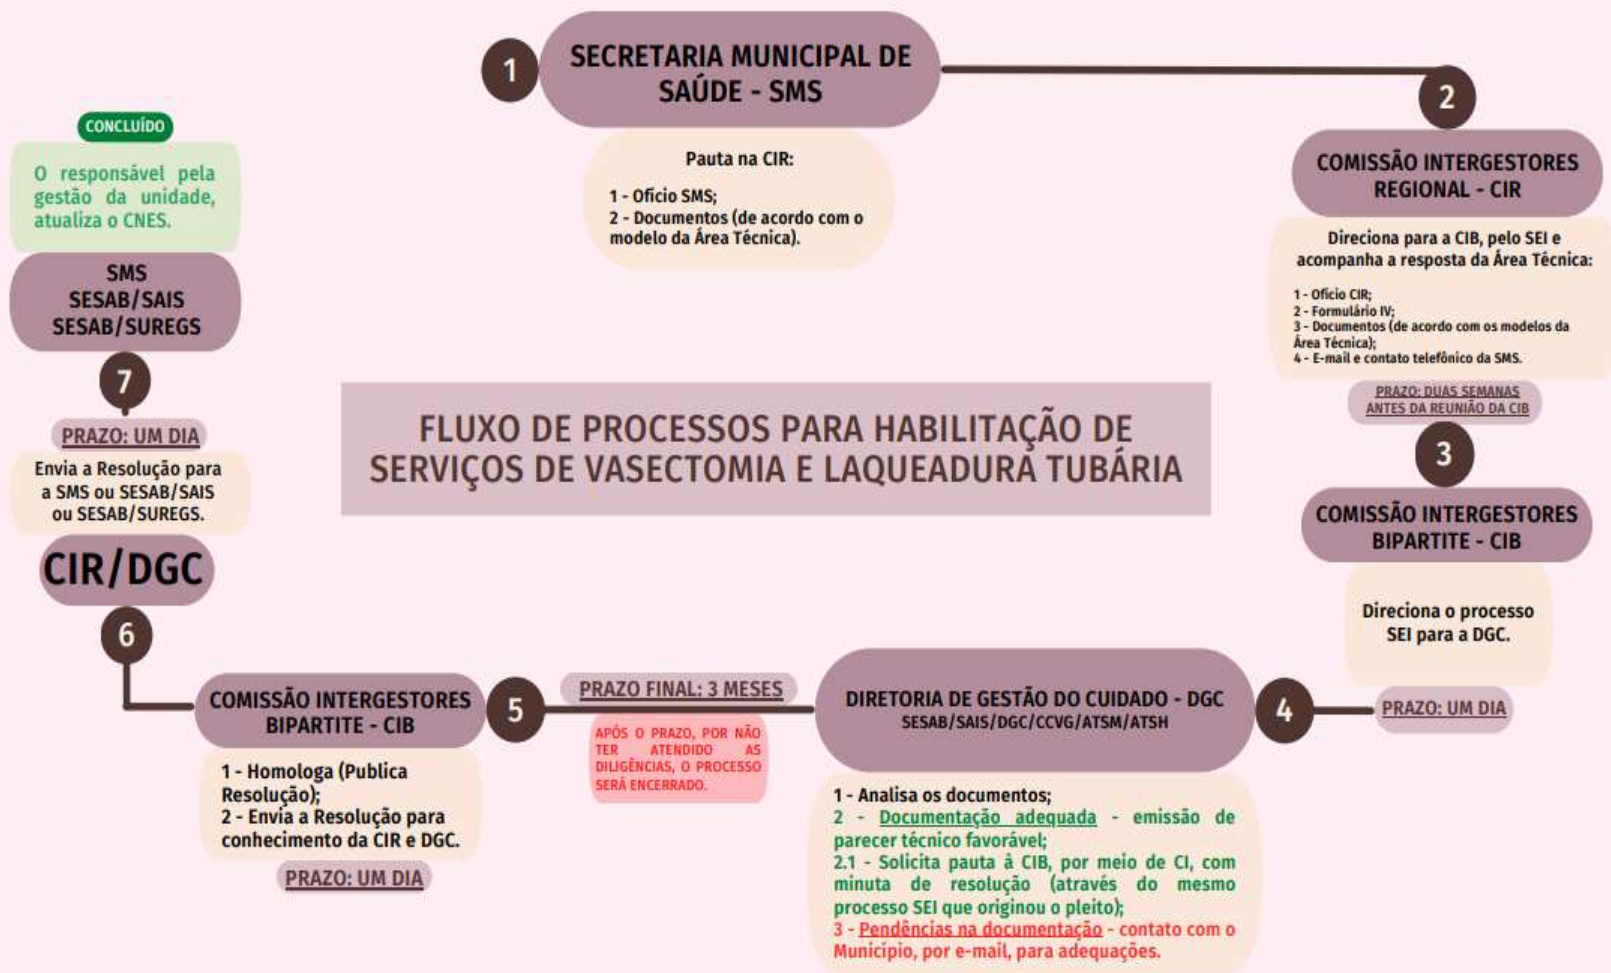 1
SECRETARIA MUNICIPAL DE
SAÚDE - SMS
Pauta na CIR:
1 - Ofício SMS;
2 - Documentos (de acordo com o
modelo da Área Técnica).
2
COMISSÃO INTERGESTORES
REGIONAL - CIR
Direciona para a CIB, pelo SEI e
acompanha a resposta da Área Técnica:
1 - Ofício CIR;
2 - Formulário IV;
3 - Documentos (de acordo com os modelos da
Área Técnica);
4 - E-mail e contato telefônico da SMS.
PRAZO: DUAS SEMANAS
ANTES DA REUNIÃO DA CIB
3
COMISSÃO INTERGESTORES
BIPARTITE - CIB
Direciona o processo
SEI para a DGC.
PRAZO: UM DIA
FLUXO DE PROCESSOS PARA HABILITAÇÃO DE
SERVIÇOS DE VASECTOMIA E LAQUEADURA TUBÁRIA
4
DIRETORIA DE GESTÃO DO CUIDADO - DGC
SESAB/SAIS/DGC/CCVG/ATSM/ATSH
1 - Analisa os documentos;
2 - Documentação adequada - emissão de
parecer técnico favorável;
2.1 - Solicita pauta à CIB, por meio de CI, com
minuta de resolução (através do mesmo
processo SEI que originou o pleito);
3 - Pendências na documentação - contato com o
Município, por e-mail, para adequações.
PRAZO FINAL: 3 MESES
APÓS O PRAZO, POR NÃO
TER ATENDIDO AS
DILIGÊNCIAS, O PROCESSO
SERÁ ENCERRADO.
5
COMISSÃO INTERGESTORES
BIPARTITE - CIB
1 - Homologa (Publica
Resolução);
2 - Envia a Resolução para
conhecimento da CIR e DGC.
PRAZO: UM DIA
6
CIR/DGC
Envia a Resolução para
a SMS ou SESAB/SAIS
ou SESAB/SUREGS.
PRAZO: UM DIA
7
SMS
SESAB/SAIS
SESAB/SUREGS
CONCLUÍDO
O responsável pela
gestão da unidade,
atualiza o CNES.